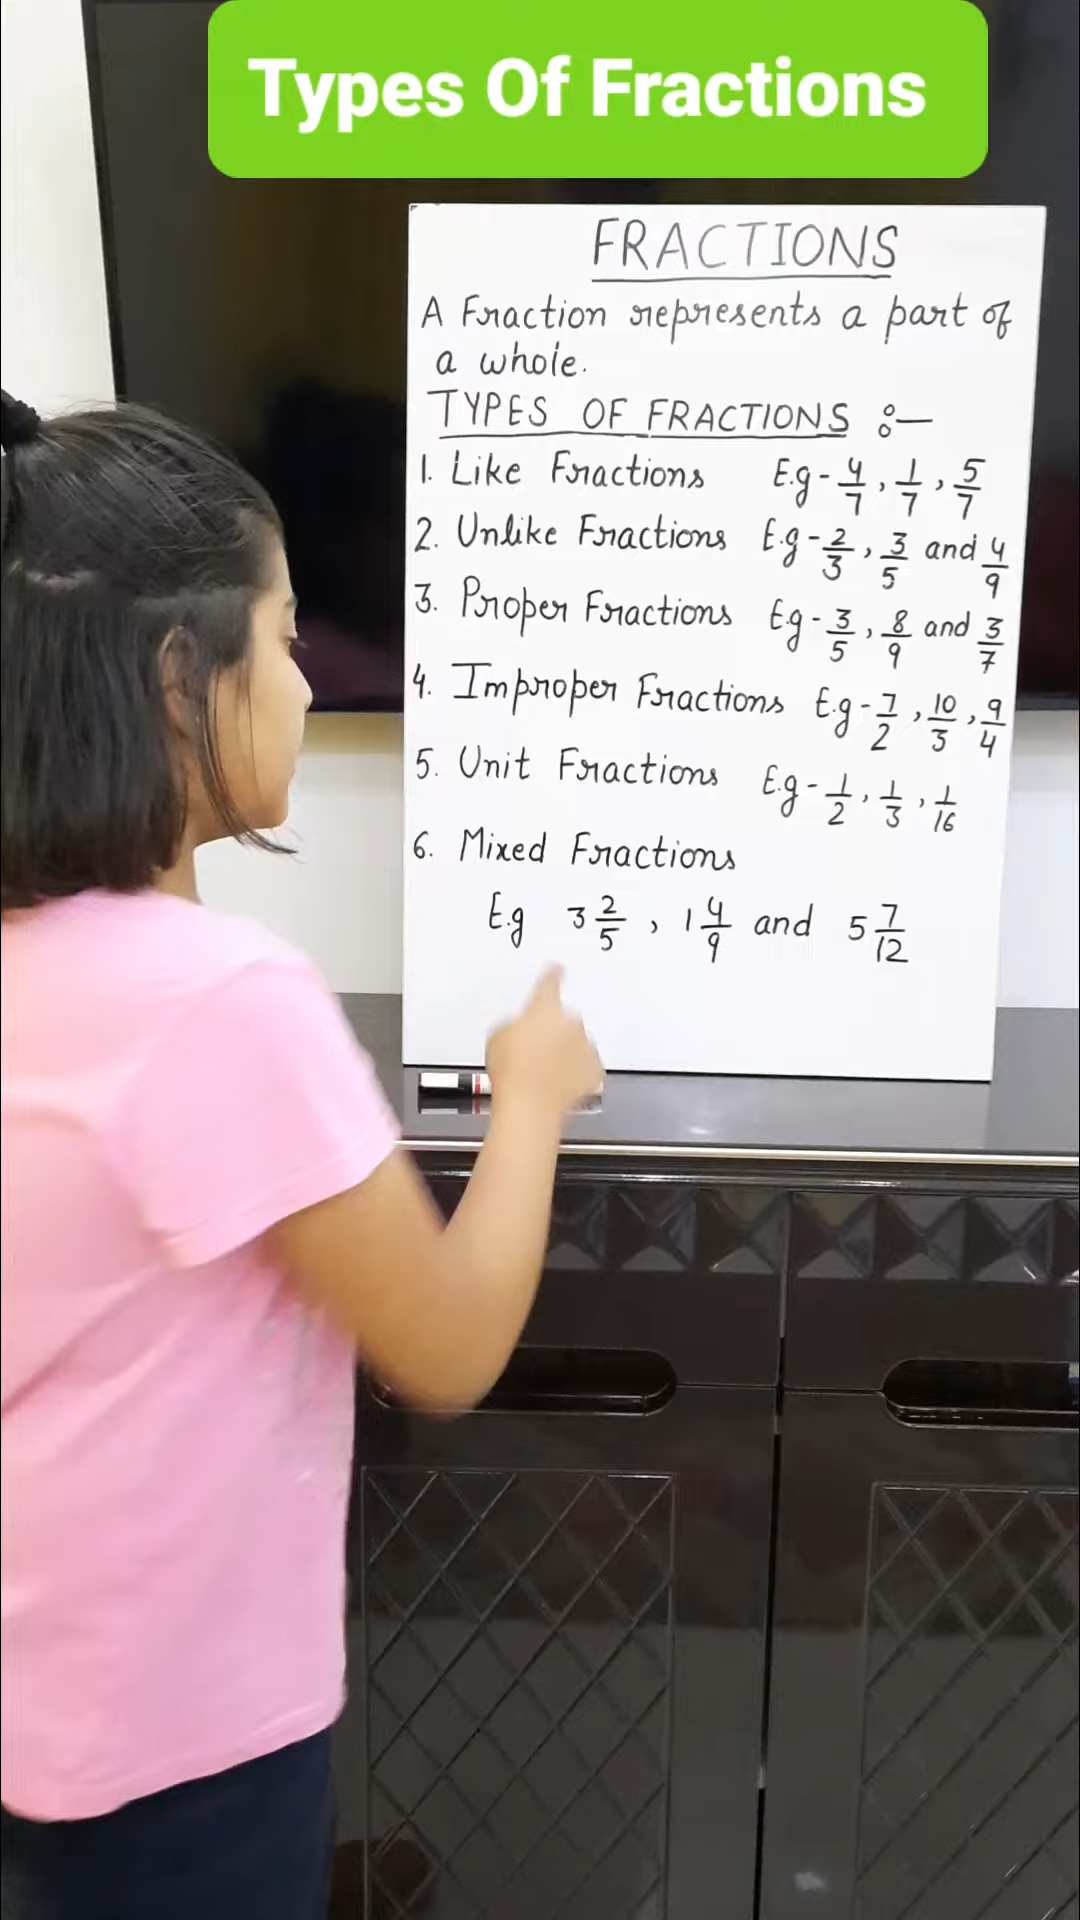 Types Of Fractions
FRACTIONS
A Fraction represents a part of
a whole.
TYPES OF FRACTIONS :—
1. Like Fractions E.g - 4/7, 1/7, 5/7
2. Unlike Fractions E.g - 2/3, 3/5 and 4/9
3. Proper Fractions E.g - 3/5, 8/9 and 3/7
4. Improper Fractions E.g - 7/2, 10/3, 9/4
5. Unit Fractions E.g - 1/2, 1/3, 1/16
6. Mixed Fractions
E.g 3 2/5, 1 4/9 and 5 7/12